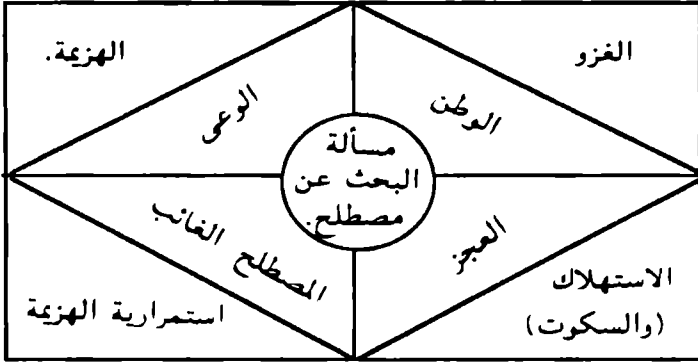 الغزو
الهزيمة.
الوطن
الوعى
مسألة
البحث عن
مصطلح.
العجز
المصطلح الغائب
الاستهلاك
(والسكوت)
استمرارية الهزيمة